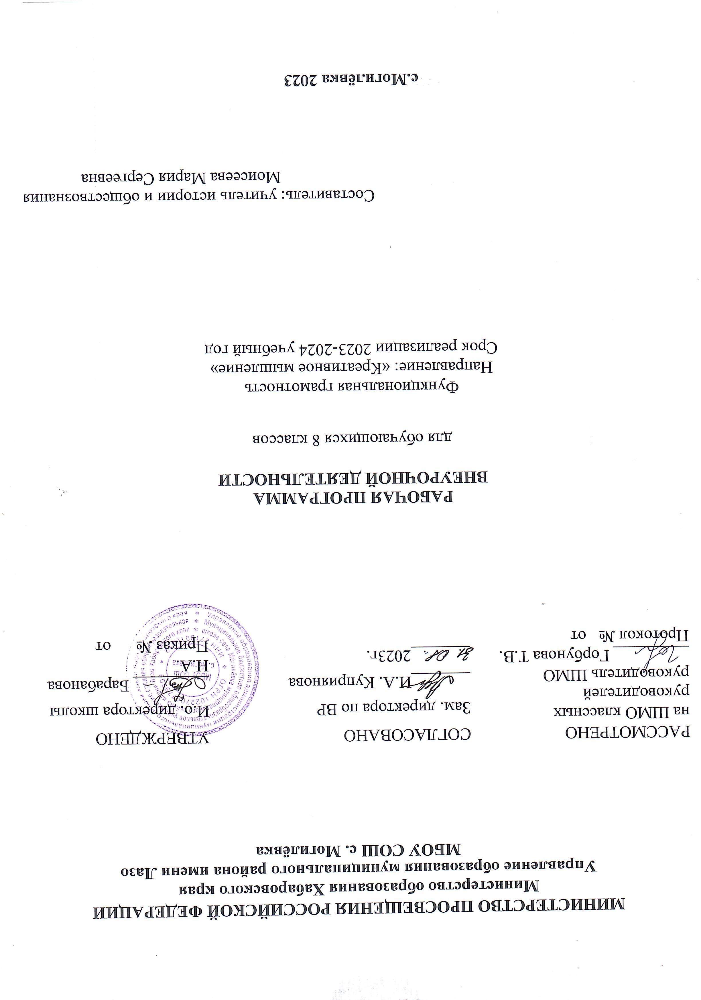 МИНИСТЕРСТВО ПРОСВЕЩЕНИЯ РОССИЙСКОЙ ФЕДЕРАЦИИ
Министерство образования Хабаровского края
Управление образования муниципального района имени Лазо
МБОУ СОШ с. Могилёвка
РАССМОТРЕНО
на ШМО классных
руководителей
руководитель ШМО
Горбунова Т.В.
Протокол № от
СОГЛАСОВАНО
Зам. директора по ВР
И.А. Куприянова
31.08. 2023г.
УТВЕРЖДЕНО
И.о. директора школы
Барабанова
Н.А.
Приказ № от
РАБОЧАЯ ПРОГРАММА
ВНЕУРОЧНОЙ ДЕЯТЕЛЬНОСТИ
для обучающихся 8 классов
Функциональная грамотность
Направление: «Креативное мышление»
Срок реализации 2023-2024 учебный год
Составитель: учитель истории и обществознания
Моисеева Мария Сергеевна
с.Могилёвка 2023